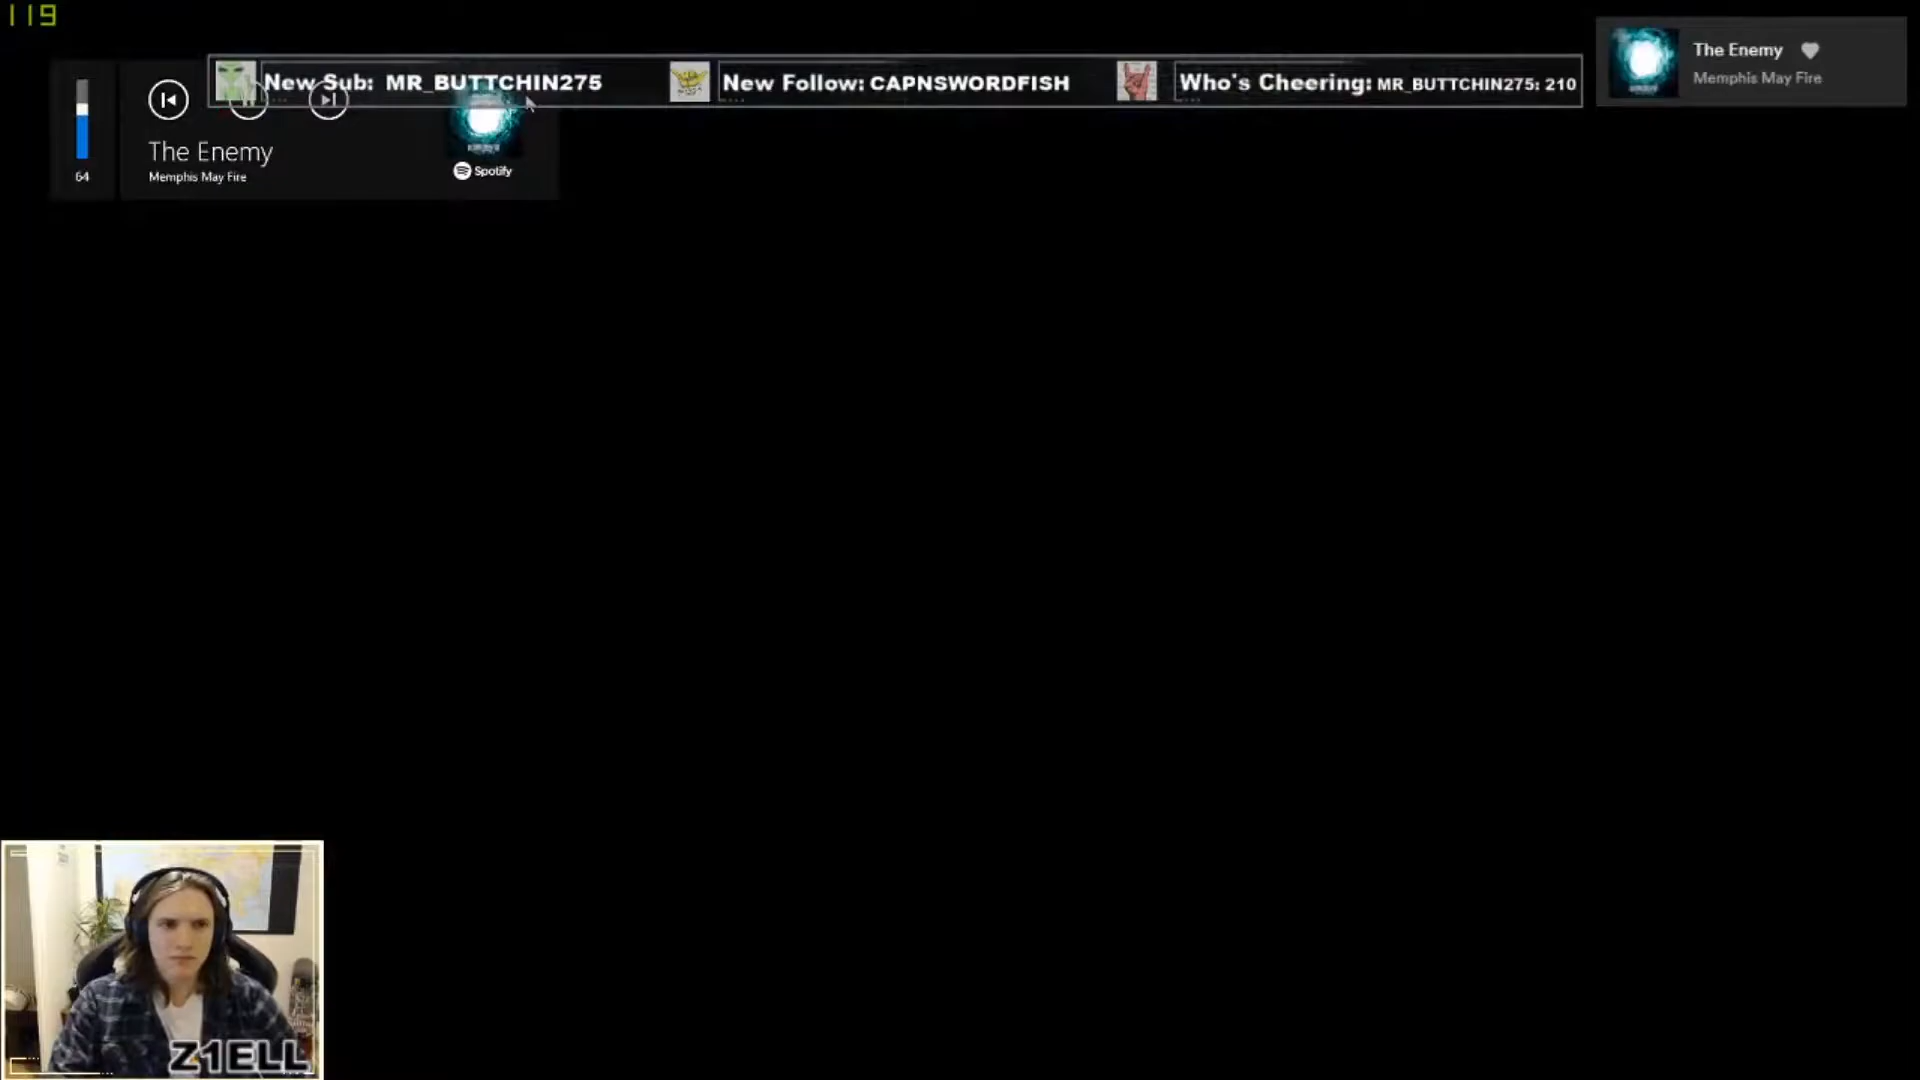 119
New Sub: MR_BUTTCHIN275
New Follow: CAPNSWORDFISH
Who's Cheering: MR_BUTTCHIN275: 210
The Enemy
Memphis May Fire
64
The Enemy
Memphis May Fire
Spotify
Z1ELL